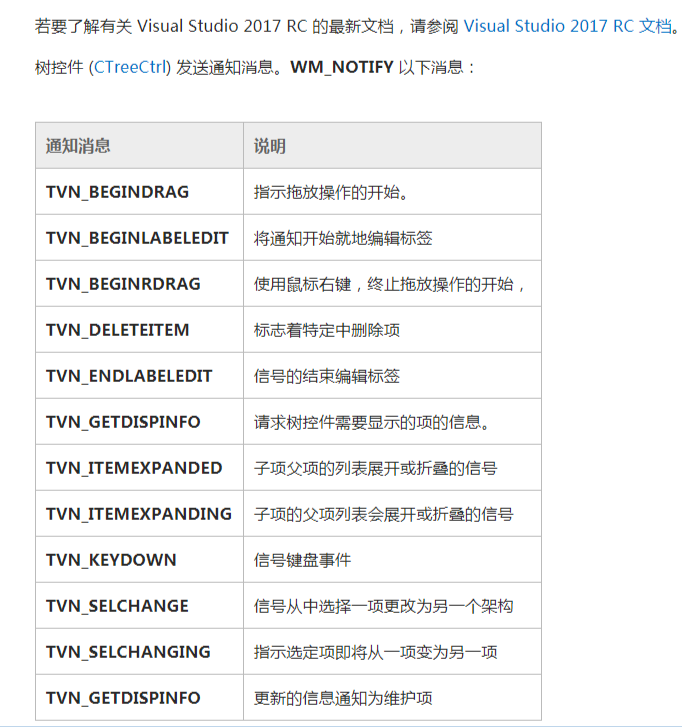 若要了解有关 Visual Studio 2017 RC 的最新文档，请参阅 Visual Studio 2017 RC 文档。
树控件 (CTreeCtrl) 发送通知消息。WM_NOTIFY 以下消息：
通知消息 说明
TVN_BEGINDRAG 指示拖放操作的开始。
TVN_BEGINLABELEDIT 将通知开始就地编辑标签
TVN_BEGINRDRAG 使用鼠标右键，终止拖放操作的开始，
TVN_DELETEITEM 标志着特定中删除项
TVN_ENDLABELEDIT 信号的结束编辑标签
TVN_GETDISPINFO 请求树控件需要显示的项的信息。
TVN_ITEMEXPANDED 子项父项的列表展开或折叠的信号
TVN_ITEMEXPANDING 子项的父项列表会展开或折叠的信号
TVN_KEYDOWN 信号键盘事件
TVN_SELCHANGE 信号从中选择一项更改为另一个架构
TVN_SELCHANGING 指示选定项即将从一项变为另一项
TVN_GETDISPINFO 更新的信息通知为维护项